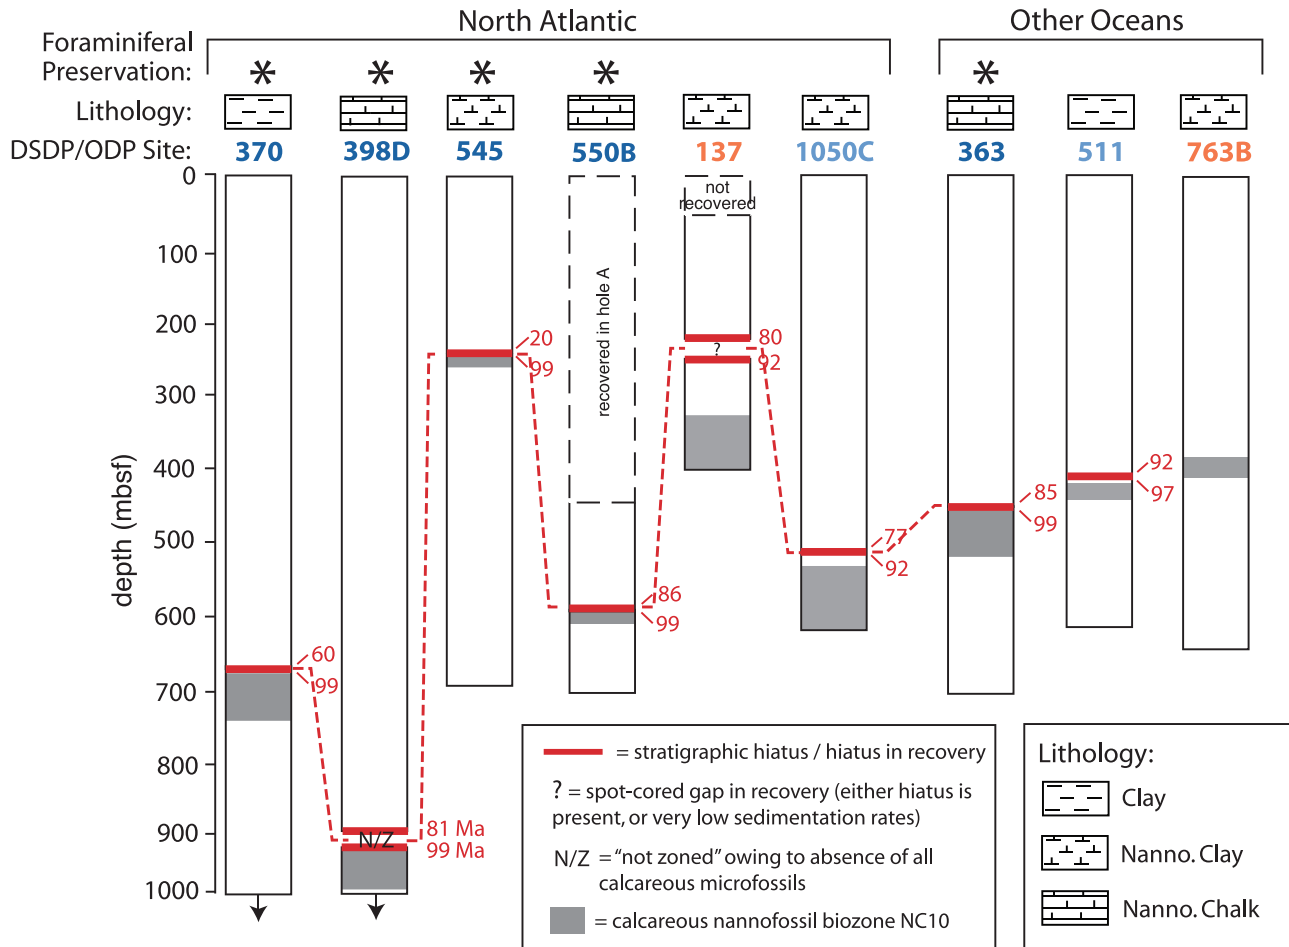 North Atlantic
Other Oceans
Foraminiferal
Preservation: * * * * *
Lithology:
DSDP/ODP Site: 370 398D 545 550B 137 1050C 363 511 763B
0
100
200
300
400
500
600
700
800
900
1000
depth (mbsf)
60
99
N/Z
81 Ma
99 Ma
20
99
recovered in hole A
86
99
not
recovered
80
?
92
77
92
85
99
92
97
= stratigraphic hiatus / hiatus in recovery
? = spot-cored gap in recovery (either hiatus is
present, or very low sedimentation rates)
N/Z = “not zoned” owing to absence of all
calcareous microfossils
= calcareous nannofossil biozone NC10
Lithology:
Clay
Nanno. Clay
Nanno. Chalk